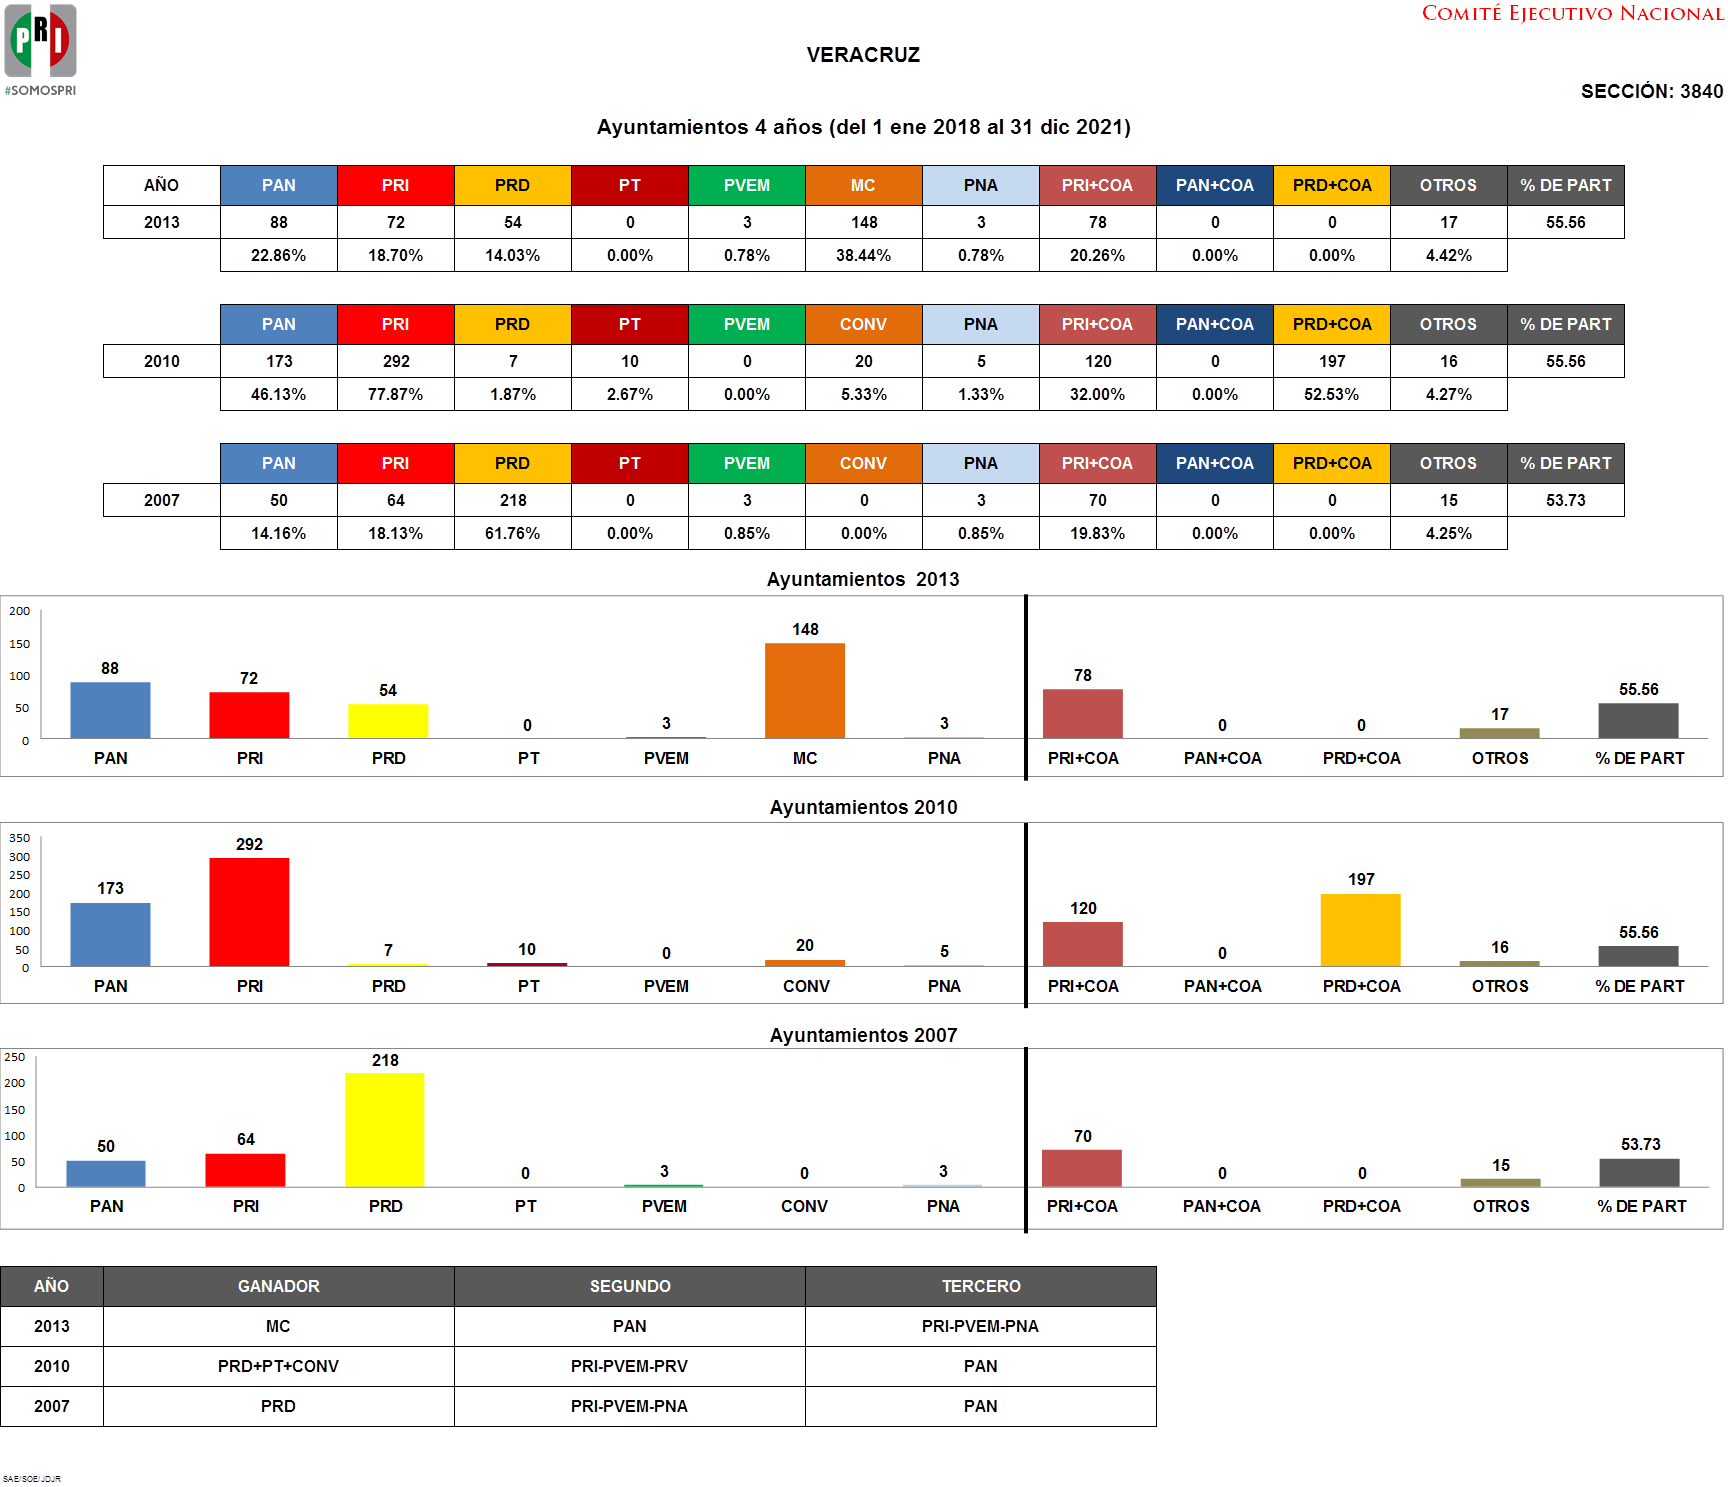 PRI
#SOMOSPRI
COMITÉ EJECUTIVO NACIONAL
VERACRUZ
SECCIÓN: 3840
Ayuntamientos 4 años (del 1 ene 2018 al 31 dic 2021)
AÑO PAN PRI PRD PT PVEM MC PNA PRI+COA PAN+COA PRD+COA OTROS % DE PART
2013 88 72 54 0 3 148 3 78 0 0 17 55.56
22.86% 18.70% 14.03% 0.00% 0.78% 38.44% 0.78% 20.26% 0.00% 0.00% 4.42%
PAN PRI PRD PT PVEM CONV PNA PRI+COA PAN+COA PRD+COA OTROS % DE PART
2010 173 292 7 10 0 20 5 120 0 197 16 55.56
46.13% 77.87% 1.87% 2.67% 0.00% 5.33% 1.33% 32.00% 0.00% 52.53% 4.27%
PAN PRI PRD PT PVEM CONV PNA PRI+COA PAN+COA PRD+COA OTROS % DE PART
2007 50 64 218 0 3 0 3 70 0 0 15 53.73
14.16% 18.13% 61.76% 0.00% 0.85% 0.00% 0.85% 19.83% 0.00% 0.00% 4.25%
Ayuntamientos 2013
200
150
100
50
0
88 72 54 0 3 148 3 78 0 0 17 55.56
PAN PRI PRD PT PVEM MC PNA PRI+COA PAN+COA PRD+COA OTROS % DE PART
Ayuntamientos 2010
350
300
250
200
150
100
50
0
173 292 7 10 0 20 5 120 0 197 16 55.56
PAN PRI PRD PT PVEM CONV PNA PRI+COA PAN+COA PRD+COA OTROS % DE PART
Ayuntamientos 2007
250
200
150
100
50
0
50 64 218 0 3 0 3 70 0 0 15 53.73
PAN PRI PRD PT PVEM CONV PNA PRI+COA PAN+COA PRD+COA OTROS % DE PART
AÑO GANADOR SEGUNDO TERCERO
2013 MC PAN PRI-PVEM-PNA
2010 PRD+PT+CONV PRI-PVEM-PRV PAN
2007 PRD PRI-PVEM-PNA PAN
SAE/SOE/JDJR